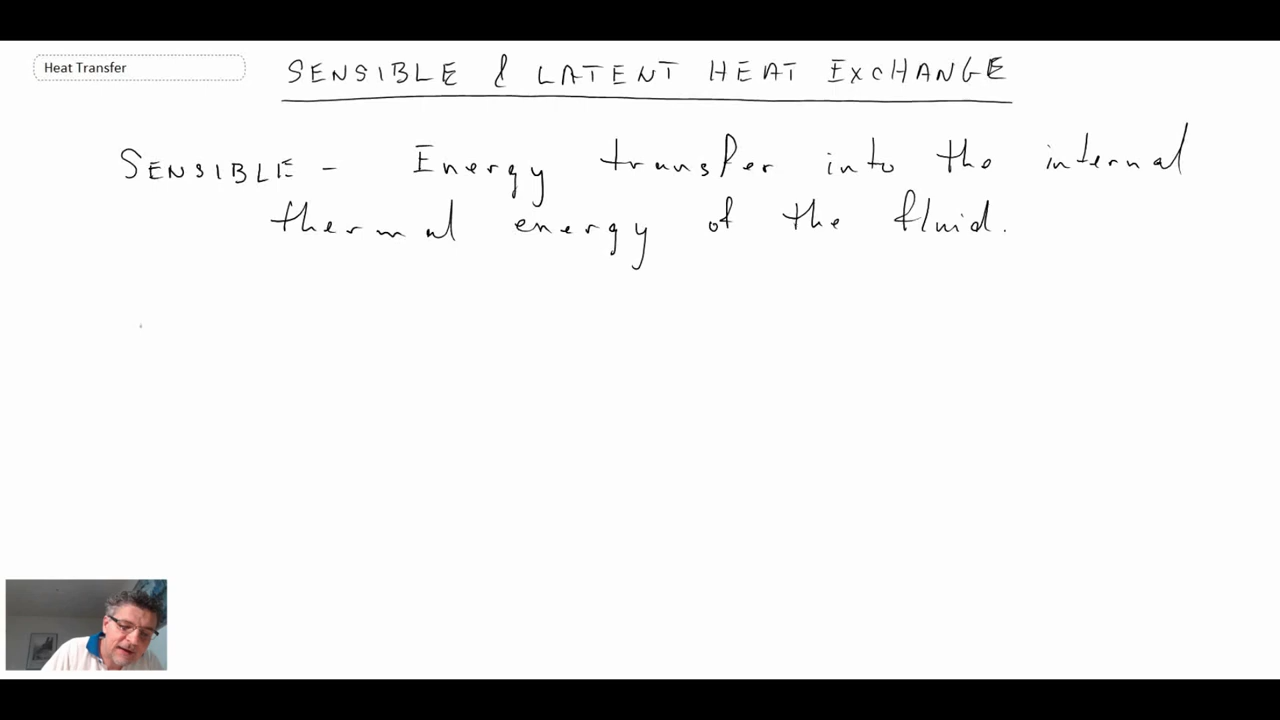 Heat Transfer
SENSIBLE & LATENT HEAT EXCHANGE
SENSIBLE - Energy transfer into the internal
thermal energy of the fluid.